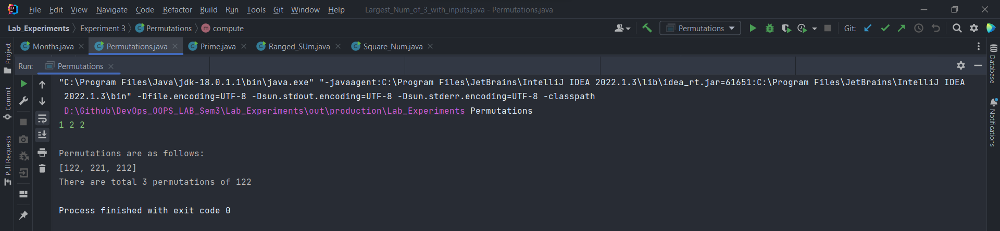 File Edit View Navigate Code Refactor Build Run Tools Git Window Help Largest_Num_of_3_with_inputs.java - Permutations.java
Lab_Experiments Experiment 3 C Permutations m compute Permutations Git:
C Months.java C Permutations.java C Prime.java C Ranged_SUm.java C Square_Num.java
Run: Permutations
Project
Commit
Pull Requests
"C:\Program Files\Java\jdk-18.0.1.1\bin\java.exe" "-javaagent:C:\Program Files\JetBrains\IntelliJ IDEA 2022.1.3\lib\idea_rt.jar=61651:C:\Program Files\JetBrains\IntelliJ IDEA
2022.1.3\bin" -Dfile.encoding=UTF-8 -Dsun.stdout.encoding=UTF-8 -Dsun.stderr.encoding=UTF-8 -classpath
D:\Github\DevOps_OOPS_LAB_Sem3\Lab_Experiments\out\production\Lab_Experiments Permutations
1 2 2
Permutations are as follows:
[122, 221, 212]
There are total 3 permutations of 122
Process finished with exit code 0
Database
Notifications